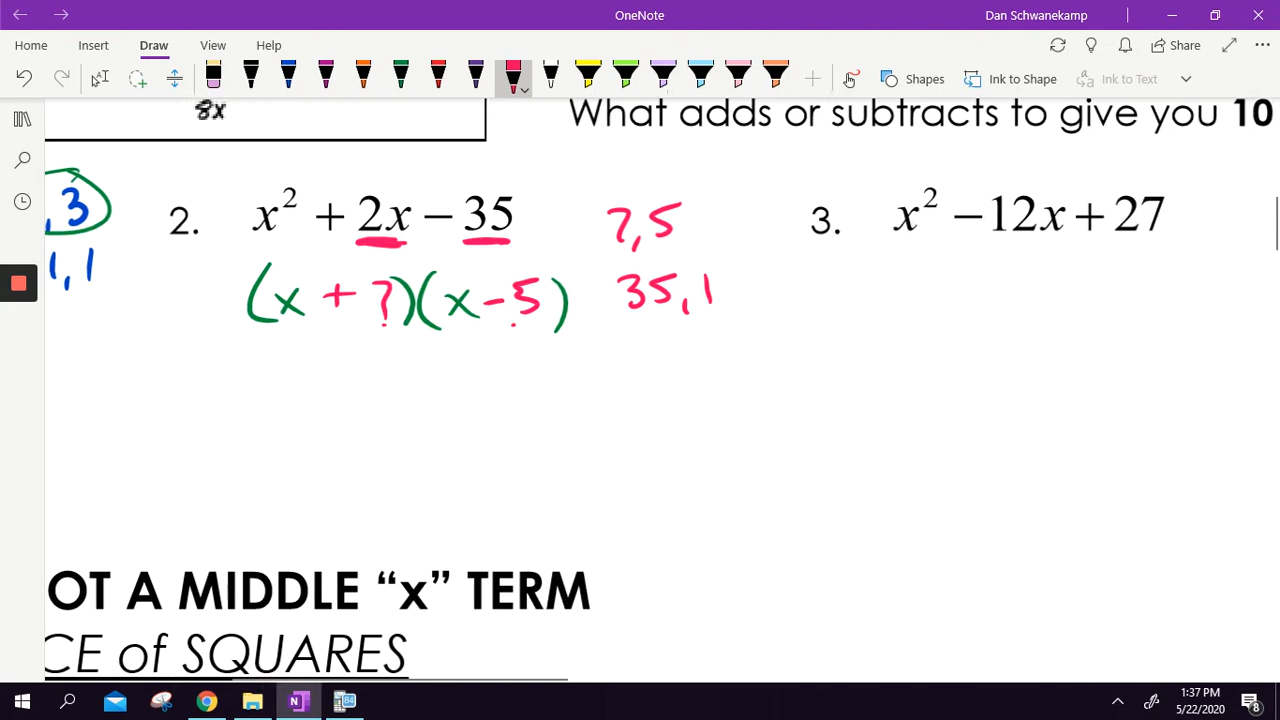 OneNote
Dan Schwanekamp
Home Insert Draw View Help
Share
Shapes Ink to Shape Ink to Text
8x
What adds or subtracts to give you 10
, 3
1, 1
2. x² + 2x − 35
7, 5
35, 1
(x + 7)(x - 5)
3. x² − 12x + 27
OT A MIDDLE “x” TERM
CE of SQUARES
84
1:37 PM
5/22/2020
8